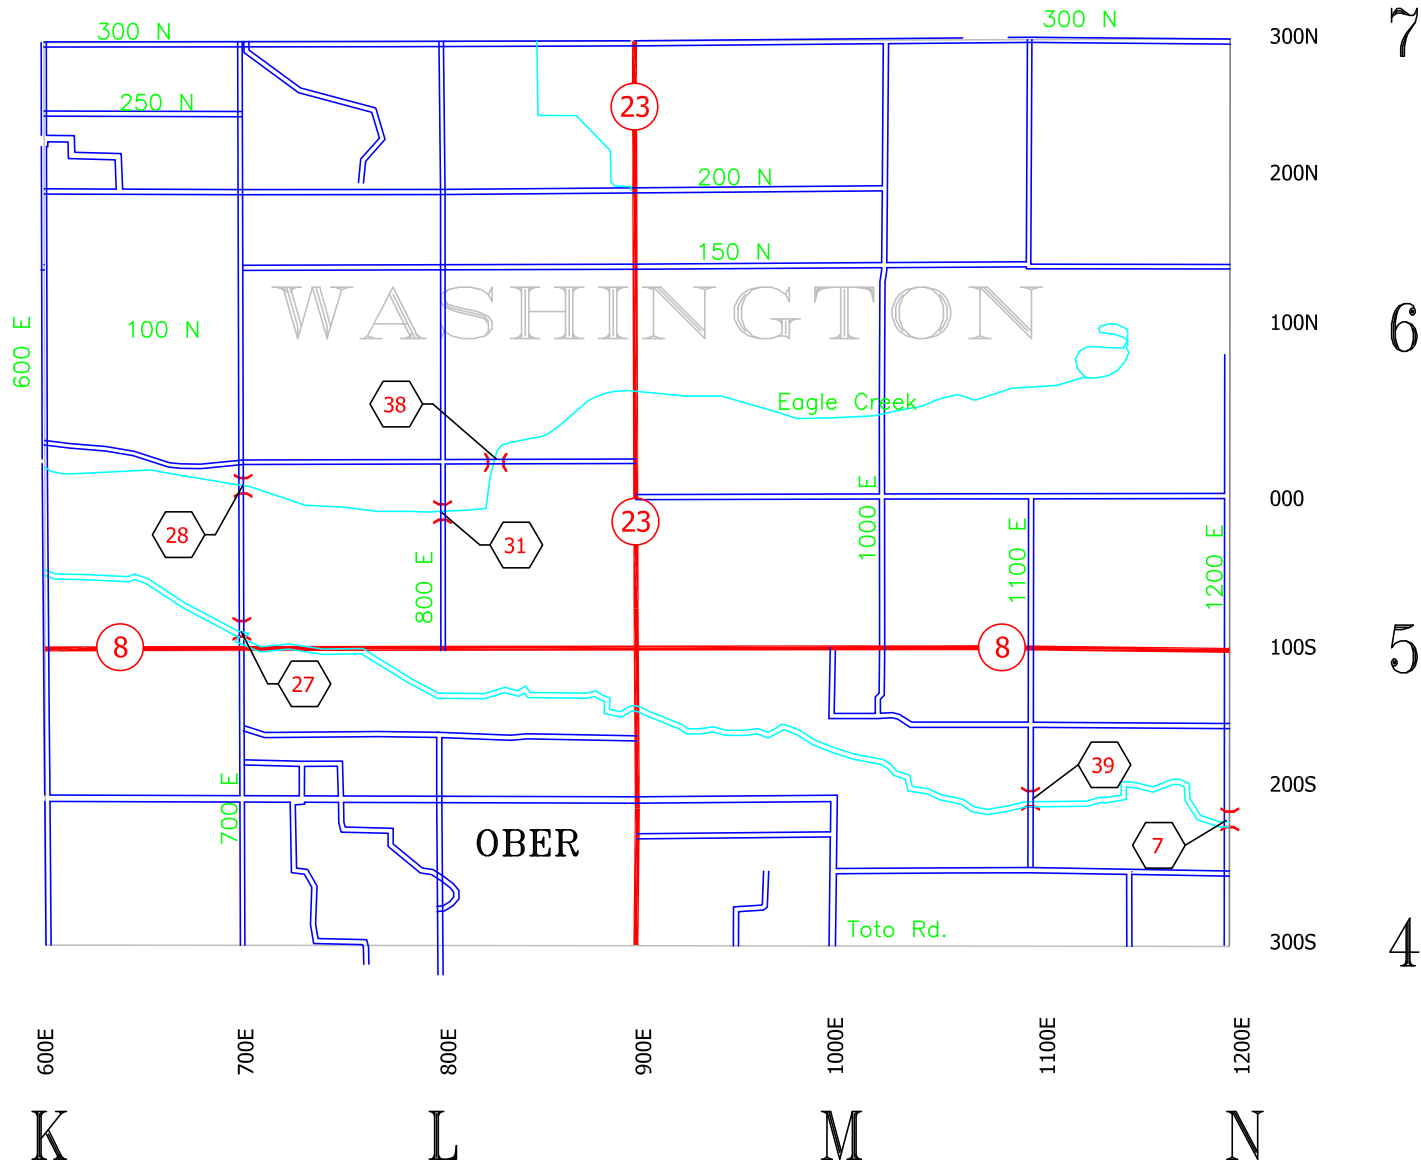 7
300 N
300 N
300N
250 N
23
200 N
200N
150 N
WASHINGTON
100 N
100N
6
600 E
38
Eagle Creek
1000 E
000
28
31
23
800 E
1100 E
1200 E
8
8
100S
5
27
39
200S
700 E
OBER
7
Toto Rd.
300S
4
600E
700E
800E
900E
1000E
1100E
1200E
K
L
M
N